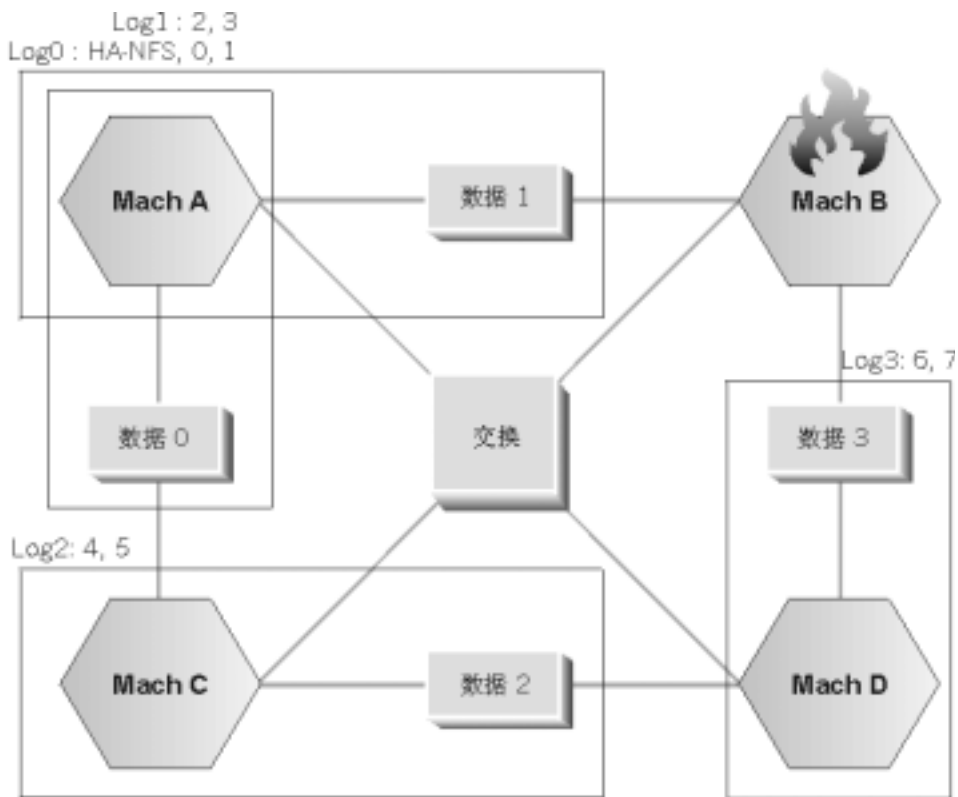 Log1 : 2, 3
Log0 : HA-NFS, 0, 1
Mach A
数据 1
Mach B
Log3: 6, 7
数据 0
交换
数据 3
Log2: 4, 5
Mach C
数据 2
Mach D